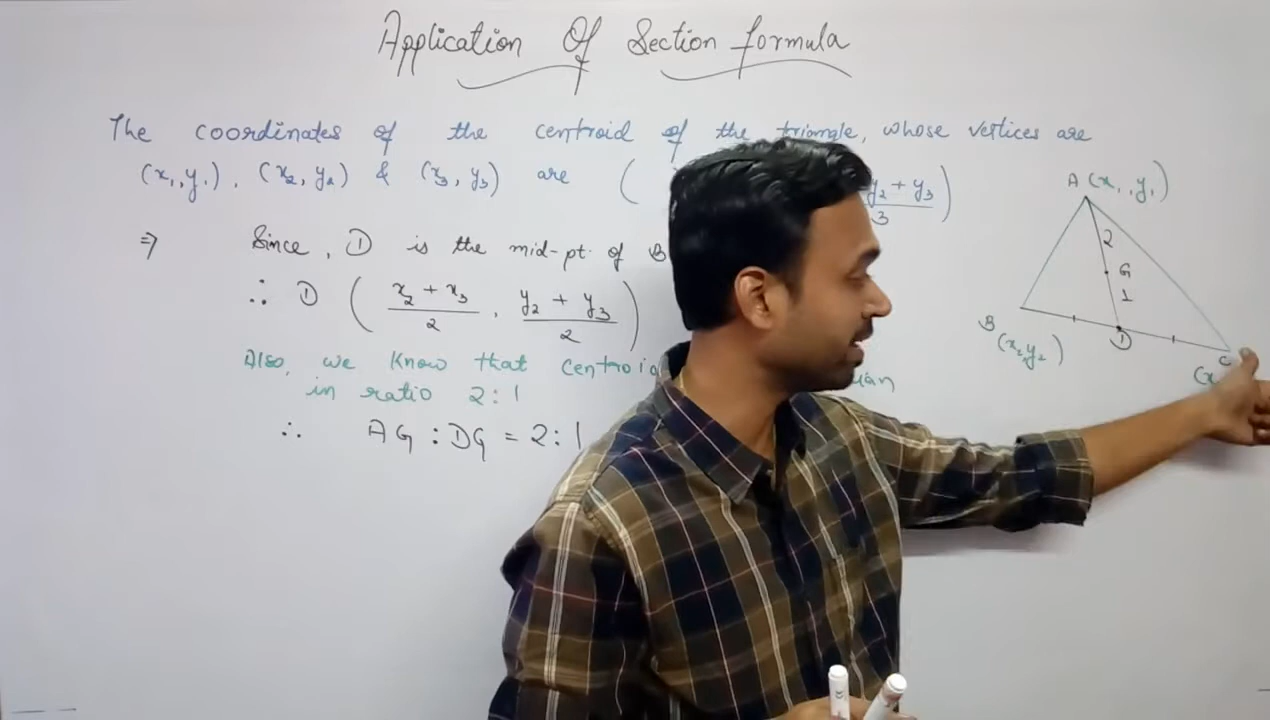 Application Of Section formula
The coordinates of the centroid of the triangle, whose vertices are
(x₁, y₁), (x₂, y₂) & (x₃, y₃) are ( y₂ + y₃ / 3 )
⇒ Since, D is the mid-pt. of B
∴ D ( x₂ + x₃ / 2 , y₂ + y₃ / 2 )
Also, we know that
in ratio 2:1
∴ AG : DG = 2:1
A (x₁, y₁)
2
G
1
B
(x₂, y₂)
D
C
(x